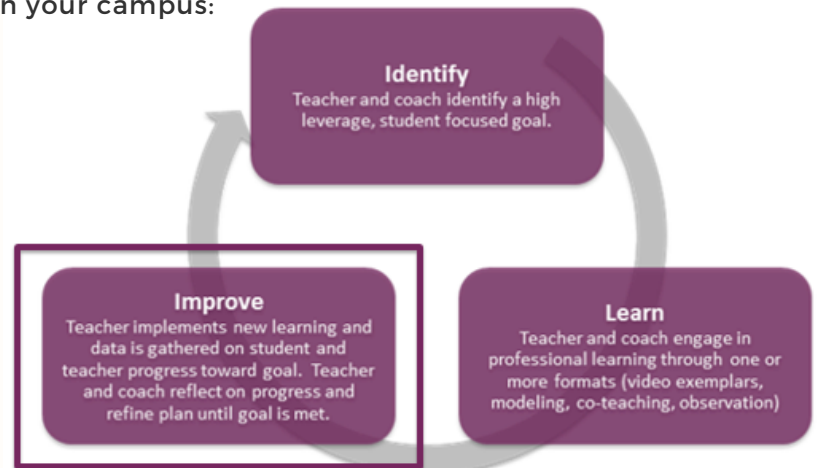 n your campus:
Identify
Teacher and coach identify a high
leverage, student focused goal.
Improve
Teacher implements new learning and
data is gathered on student and
teacher progress toward goal.  Teacher
and coach reflect on progress and
refine plan until goal is met.
Learn
Teacher and coach engage in
professional learning through one or
more formats (video exemplars,
modeling, co-teaching, observation)